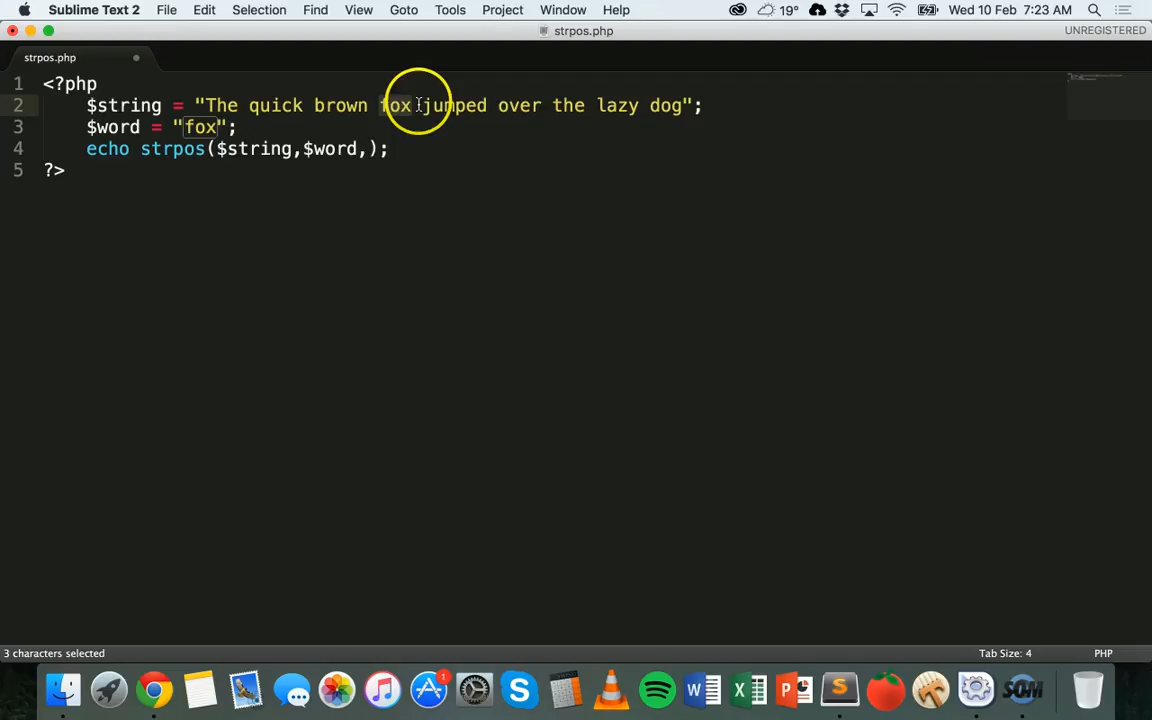 Sublime Text 2 File Edit Selection Find Goto View Tools Project Window Help 19° Wed 10 Feb 7:23 AM
strpos.php
UNREGISTERED
strpos.php
1 <?php
2 $string = "The quick brown fox jumped over the lazy dog";
3 $word = "fox";
4 echo strpos($string,$word,);
5 ?>
3 characters selected
Tab Size: 4
PHP
1
S
W
X
P
S
SOM